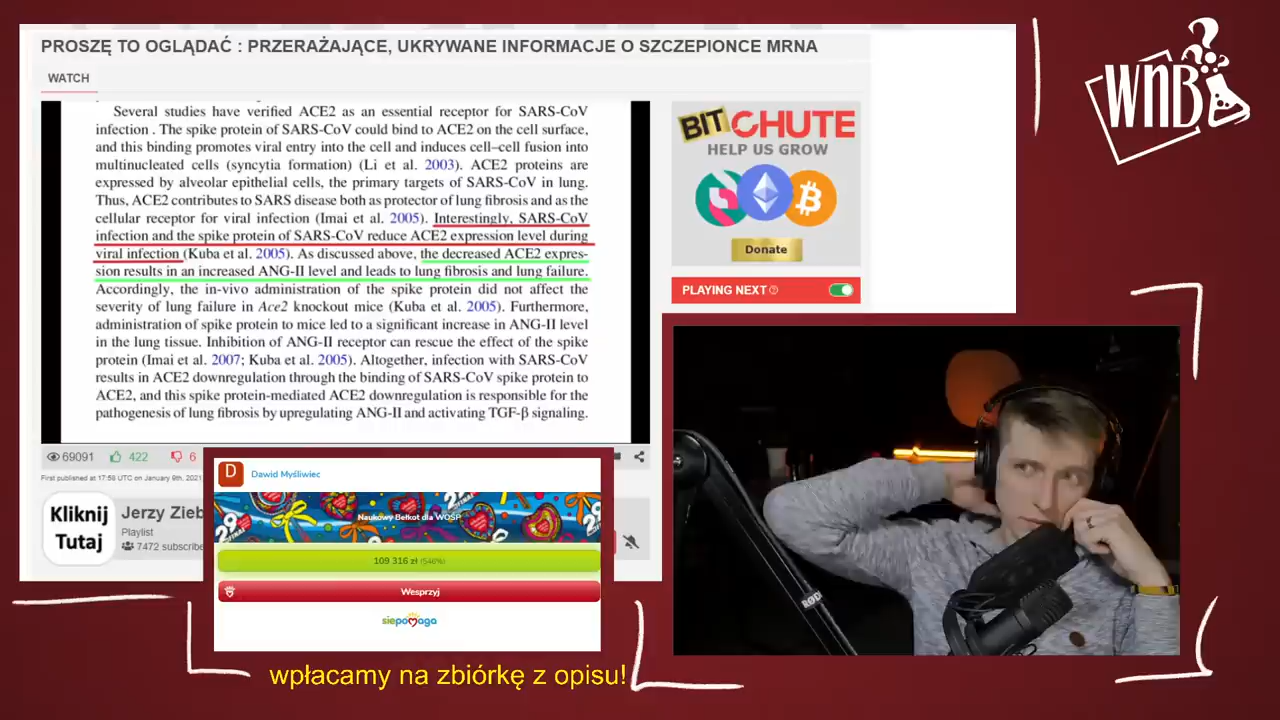 PROSZĘ TO OGLĄDAĆ : PRZERAŻAJĄCE, UKRYWANE INFORMACJE O SZCZEPIONCE MRNA
WATCH
Several studies have verified ACE2 as an essential receptor for SARS-CoV
infection . The spike protein of SARS-CoV could bind to ACE2 on the cell surface,
and this binding promotes viral entry into the cell and induces cell–cell fusion into
multinucleated cells (syncytia formation) (Li et al. 2003). ACE2 proteins are
expressed by alveolar epithelial cells, the primary targets of SARS-CoV in lung.
Thus, ACE2 contributes to SARS disease both as protector of lung fibrosis and as the
cellular receptor for viral infection (Imai et al. 2005). Interestingly, SARS-CoV
infection and the spike protein of SARS-CoV reduce ACE2 expression level during
viral infection (Kuba et al. 2005). As discussed above, the decreased ACE2 expres-
sion results in an increased ANG-II level and leads to lung fibrosis and lung failure.
Accordingly, the in-vivo administration of the spike protein did not affect the
severity of lung failure in Ace2 knockout mice (Kuba et al. 2005). Furthermore,
administration of spike protein to mice led to a significant increase in ANG-II level
in the lung tissue. Inhibition of ANG-II receptor can rescue the effect of the spike
protein (Imai et al. 2007; Kuba et al. 2005). Altogether, infection with SARS-CoV
results in ACE2 downregulation through the binding of SARS-CoV spike protein to
ACE2, and this spike protein-mediated ACE2 downregulation is responsible for the
pathogenesis of lung fibrosis by upregulating ANG-II and activating TGF-β signaling.
BITCHUTE
HELP US GROW
Donate
PLAYING NEXT
69091 422 6
First published at 17:58 UTC on January 9th, 2021
Kliknij
Tutaj
Jerzy Zieb
Playlist
7472 subscribe
D
Dawid Myśliwiec
Naukowy Bełkot dla WOŚP
109 316 zł (546%)
Wesprzyj
siepomaga
wpłacamy na zbiórkę z opisu!
WNB
RØDE